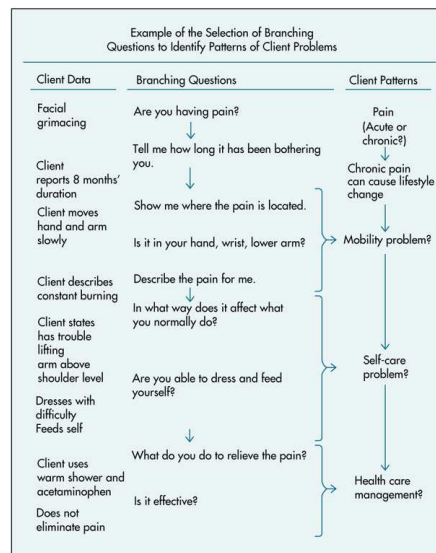 Example of the Selection of Branching
Questions to Identify Patterns of Client Problems
Client Data
Branching Questions
Client Patterns
Facial
grimacing
Are you having pain?
Pain
(Acute or
chronic?)
Tell me how long it has been bothering
you.
Client
reports 8 months'
duration
Chronic pain
can cause lifestyle
change
Show me where the pain is located.
Client moves
hand and arm
slowly
Is it in your hand, wrist, lower arm?
Mobility problem?
Client describes
constant burning
Describe the pain for me.
In what way does it affect what
you normally do?
Client states
has trouble
lifting
arm above
shoulder level
Self-care
problem?
Are you able to dress and feed
yourself?
Dresses with
difficulty
Feeds self
What do you do to relieve the pain?
Client uses
warm shower and
acetaminophen
Health care
management?
Is it effective?
Does not
eliminate pain